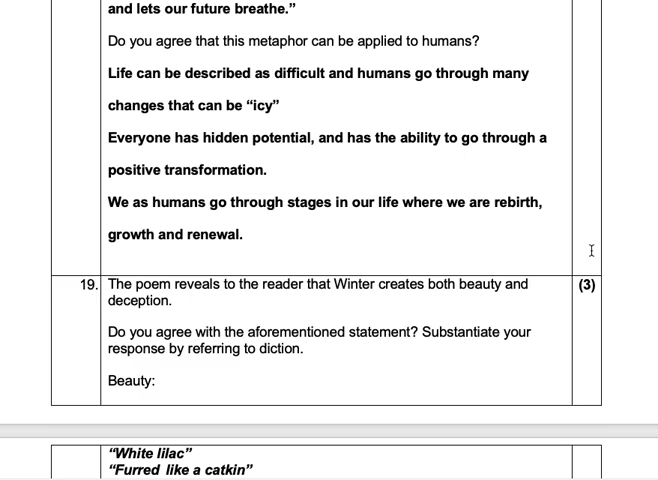 and lets our future breathe.”
Do you agree that this metaphor can be applied to humans?
Life can be described as difficult and humans go through many
changes that can be “icy”
Everyone has hidden potential, and has the ability to go through a
positive transformation.
We as humans go through stages in our life where we are rebirth,
growth and renewal.
19. The poem reveals to the reader that Winter creates both beauty and (3)
deception.
Do you agree with the aforementioned statement? Substantiate your
response by referring to diction.
Beauty:
“White lilac”
“Furred like a catkin”